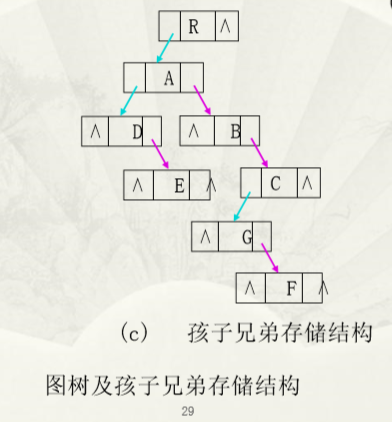 R ∧
A
∧ D ∧ B
∧ E ∧ C ∧
∧ G
∧ F ∧
(c) 孩子兄弟存储结构
图树及孩子兄弟存储结构
29